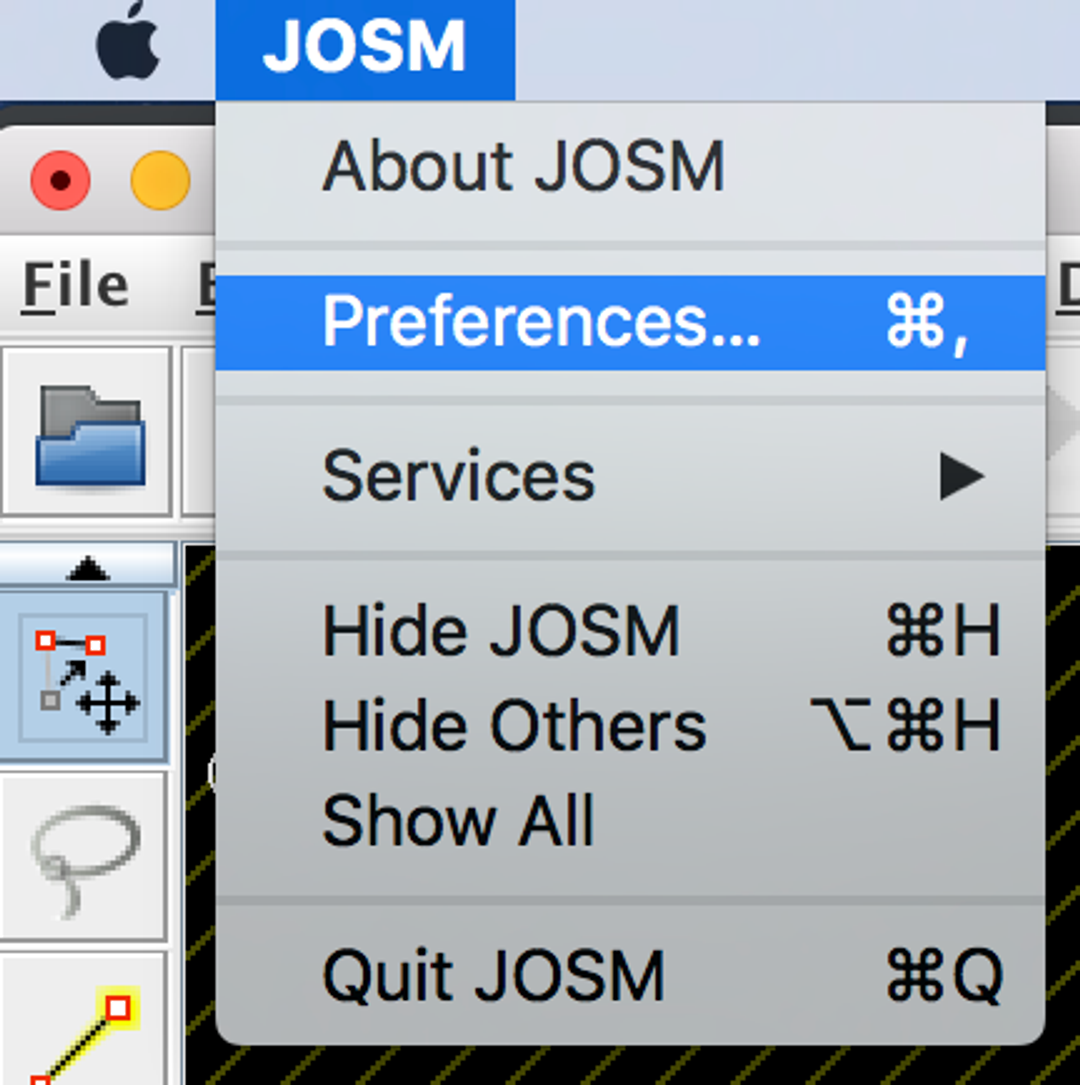 JOSM
About JOSM
File
Preferences... ⌘,
Services
Hide JOSM ⌘H
Hide Others ⌥⌘H
Show All
Quit JOSM ⌘Q